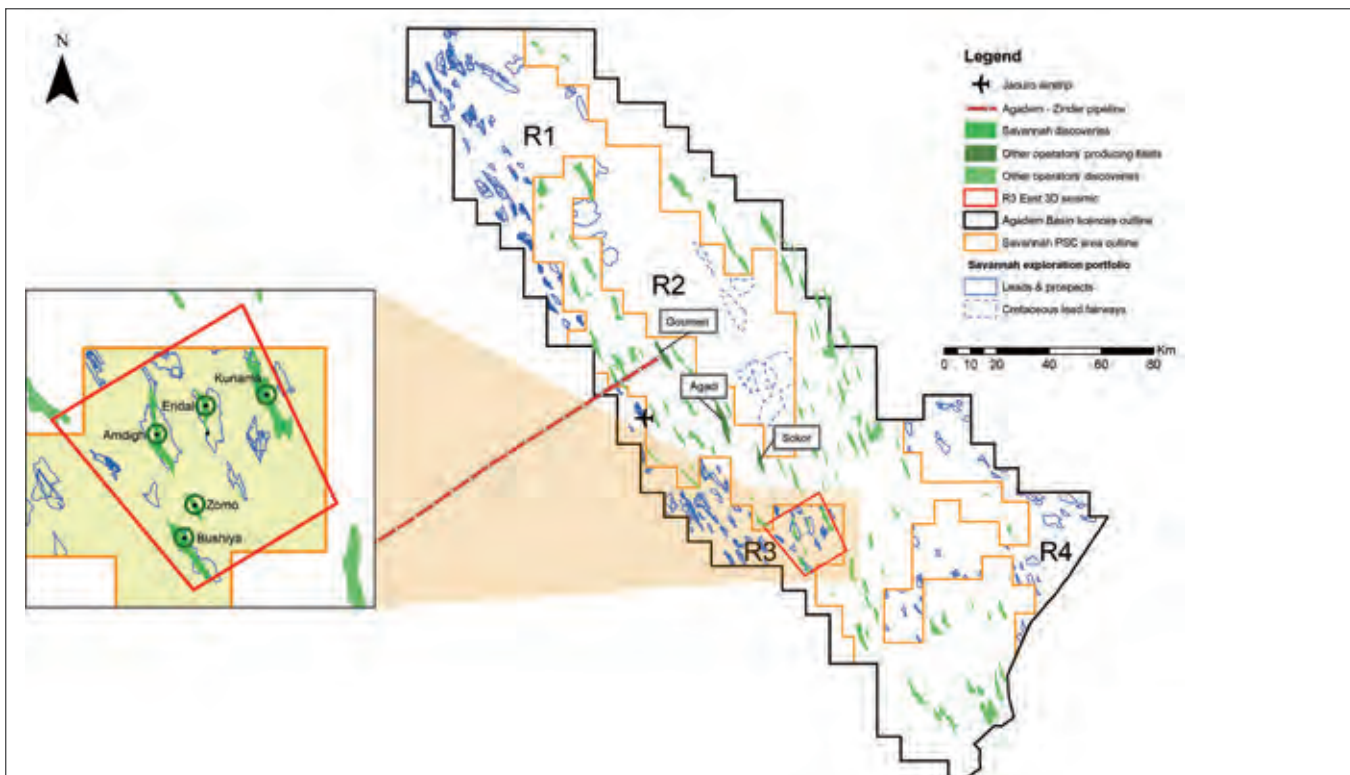 N
R1
R2
R3
R4
Goumeri
Agadi
Sokor
Kunama
Eridal
Amdigh
Zomo
Bushiya
Legend
Jaouro airstrip
Agadem - Zinder pipeline
Savannah discoveries
Other operators' producing fields
Other operators' discoveries
R3 East 3D seismic
Agadem Basin licences outline
Savannah PSC area outline
Savannah exploration portfolio
Leads & prospects
Cretaceous lead fairways
Km
0 10 20 40 60 80